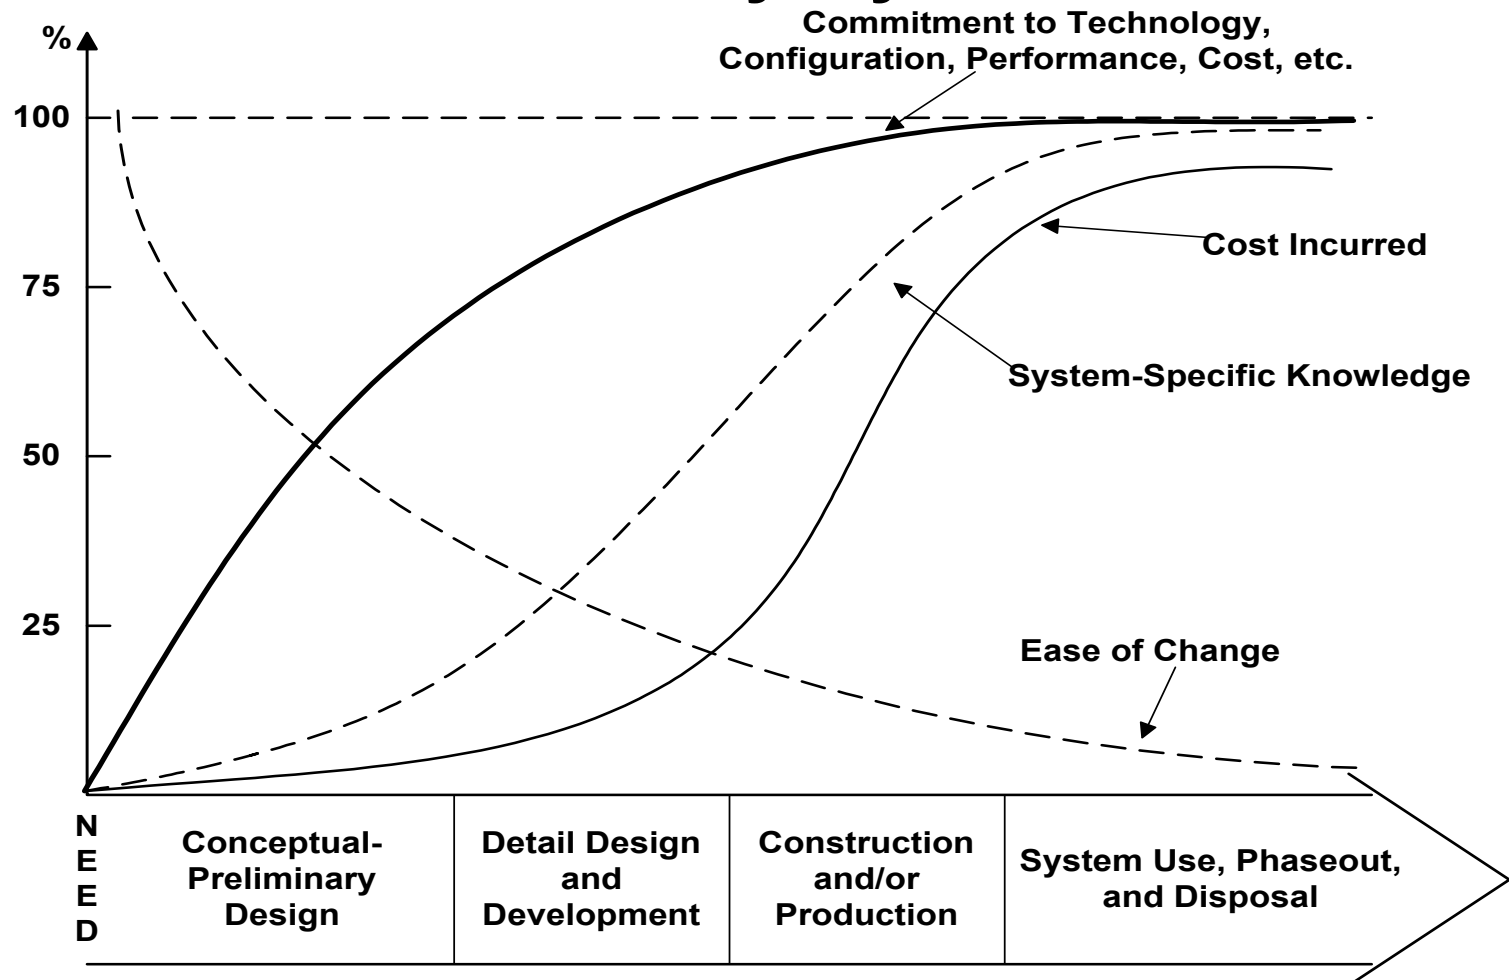 Commitment to Technology,
Configuration, Performance, Cost, etc.
%
100
75
50
25
Cost Incurred
System-Specific Knowledge
Ease of Change
N
E
E
D
Conceptual-
Preliminary
Design
Detail Design
and
Development
Construction
and/or
Production
System Use, Phaseout,
and Disposal